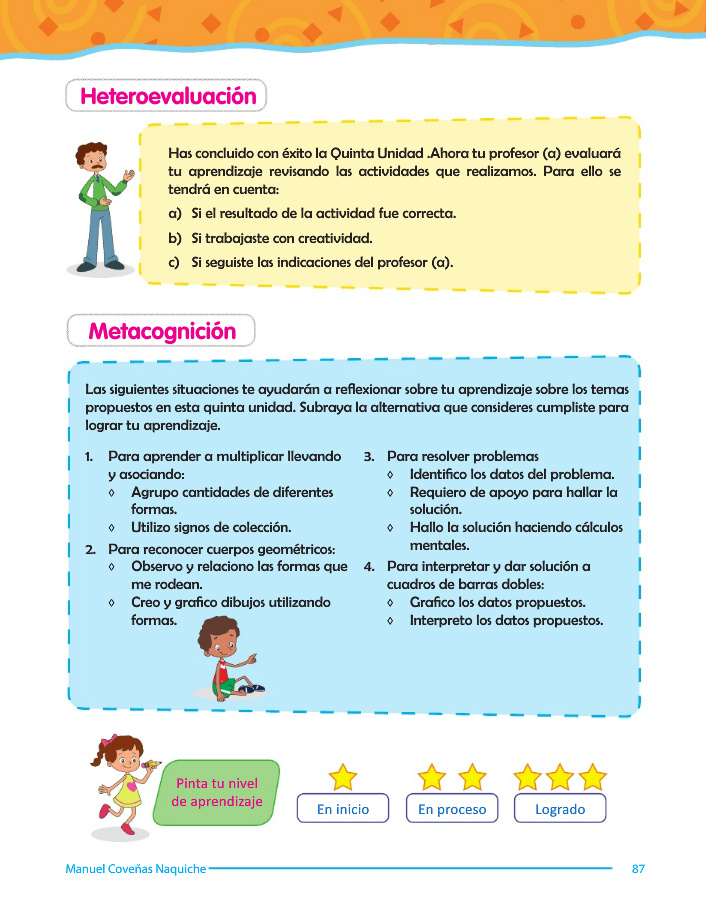 Heteroevaluación
Has concluido con éxito la Quinta Unidad .Ahora tu profesor (a) evaluará
tu aprendizaje revisando las actividades que realizamos. Para ello se
tendrá en cuenta:
a) Si el resultado de la actividad fue correcta.
b) Si trabajaste con creatividad.
c) Si seguiste las indicaciones del profesor (a).
Metacognición
Las siguientes situaciones te ayudarán a reflexionar sobre tu aprendizaje sobre los temas
propuestos en esta quinta unidad. Subraya la alternativa que consideres cumpliste para
lograr tu aprendizaje.
1. Para aprender a multiplicar llevando
y asociando:
◊ Agrupo cantidades de diferentes
formas.
◊ Utilizo signos de colección.
2. Para reconocer cuerpos geométricos:
◊ Observo y relaciono las formas que
me rodean.
◊ Creo y grafico dibujos utilizando
formas.
3. Para resolver problemas
◊ Identifico los datos del problema.
◊ Requiero de apoyo para hallar la
solución.
◊ Hallo la solución haciendo cálculos
mentales.
4. Para interpretar y dar solución a
cuadros de barras dobles:
◊ Grafico los datos propuestos.
◊ Interpreto los datos propuestos.
Pinta tu nivel
de aprendizaje
En inicio
En proceso
Logrado
Manuel Coveñas Naquiche
87